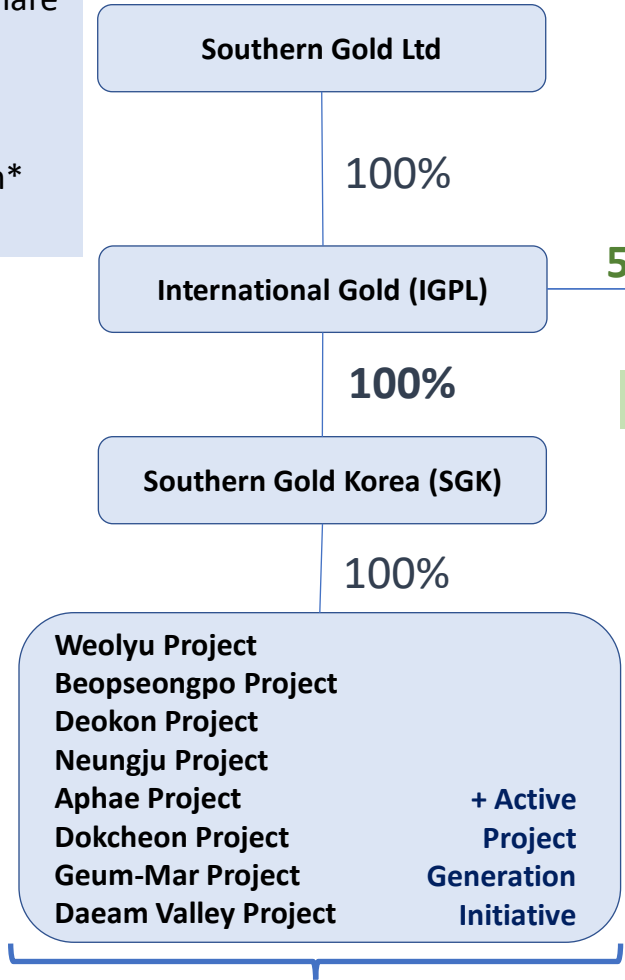 Southern Gold Ltd
100%
n*
International Gold (IGPL)
5
100%
Southern Gold Korea (SGK)
100%
Weolyu Project
Beopseongpo Project
Deokon Project
Neungju Project
Aphae Project
Dokcheon Project
Geum-Mar Project
Daeam Valley Project
+ Active
Project
Generation
Initiative